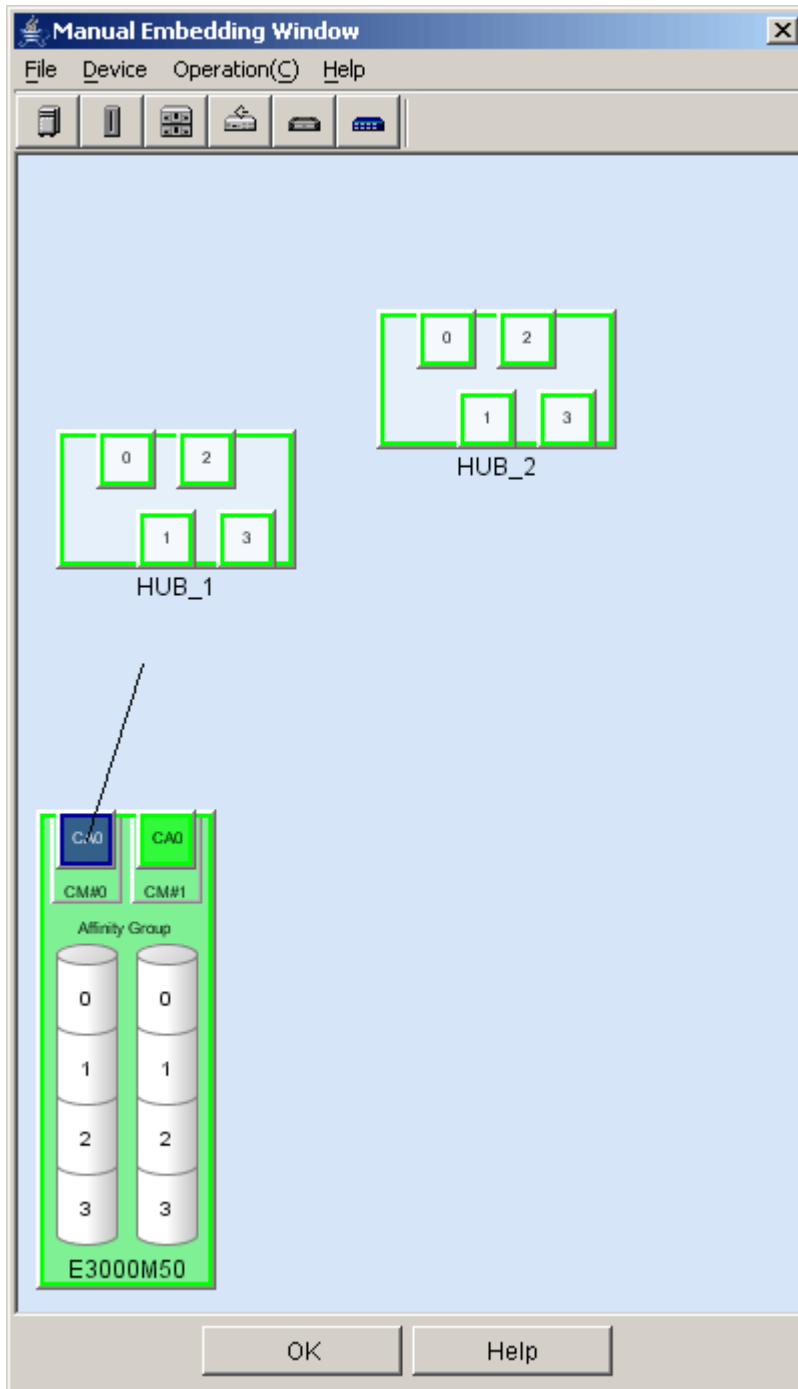 Manual Embedding Window
File Device Operation(C) Help
0 2
1 3
HUB_2
0 2
1 3
HUB_1
CA0 CA0
CM#0 CM#1
Affinity Group
0 0
1 1
2 2
3 3
E3000M50
OK Help